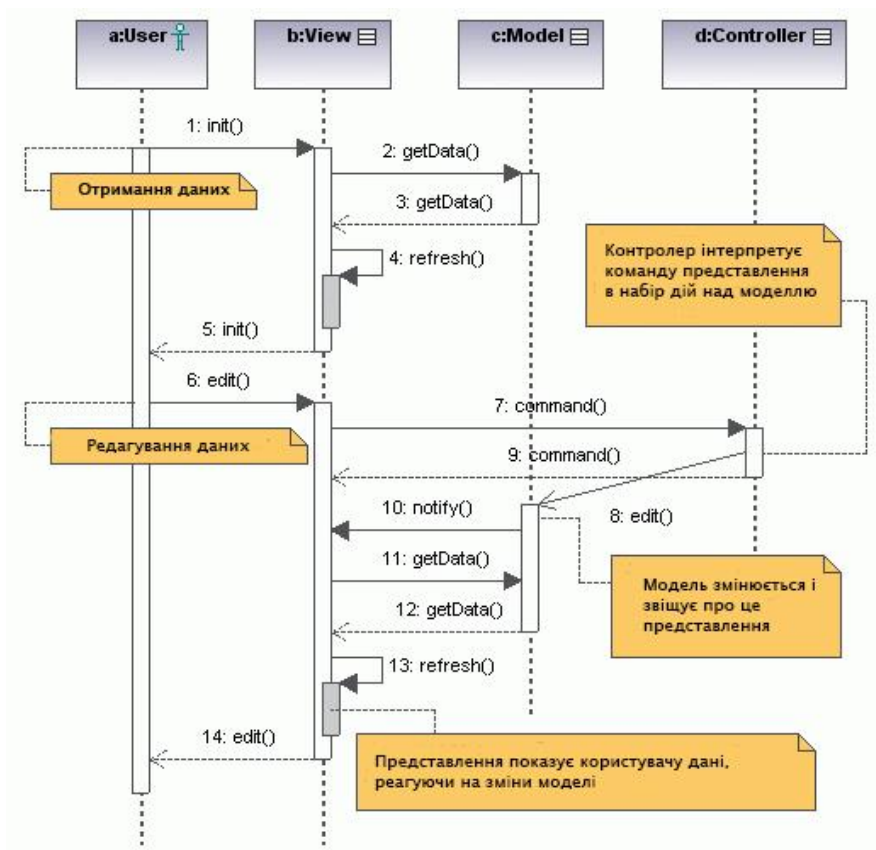 a:User
b:View
c:Model
d:Controller
1: init()
2: getData()
Отримання даних
3: getData()
4: refresh()
Контролер інтерпретує
команду представлення
в набір дій над моделлю
5: init()
6: edit()
7: command()
Редагування даних
9: command()
10: notify()
8: edit()
11: getData()
Модель змінюється і
звіщує про це
представлення
12: getData()
13: refresh()
14: edit()
Представлення показує користувачу дані,
реагуючи на зміни моделі